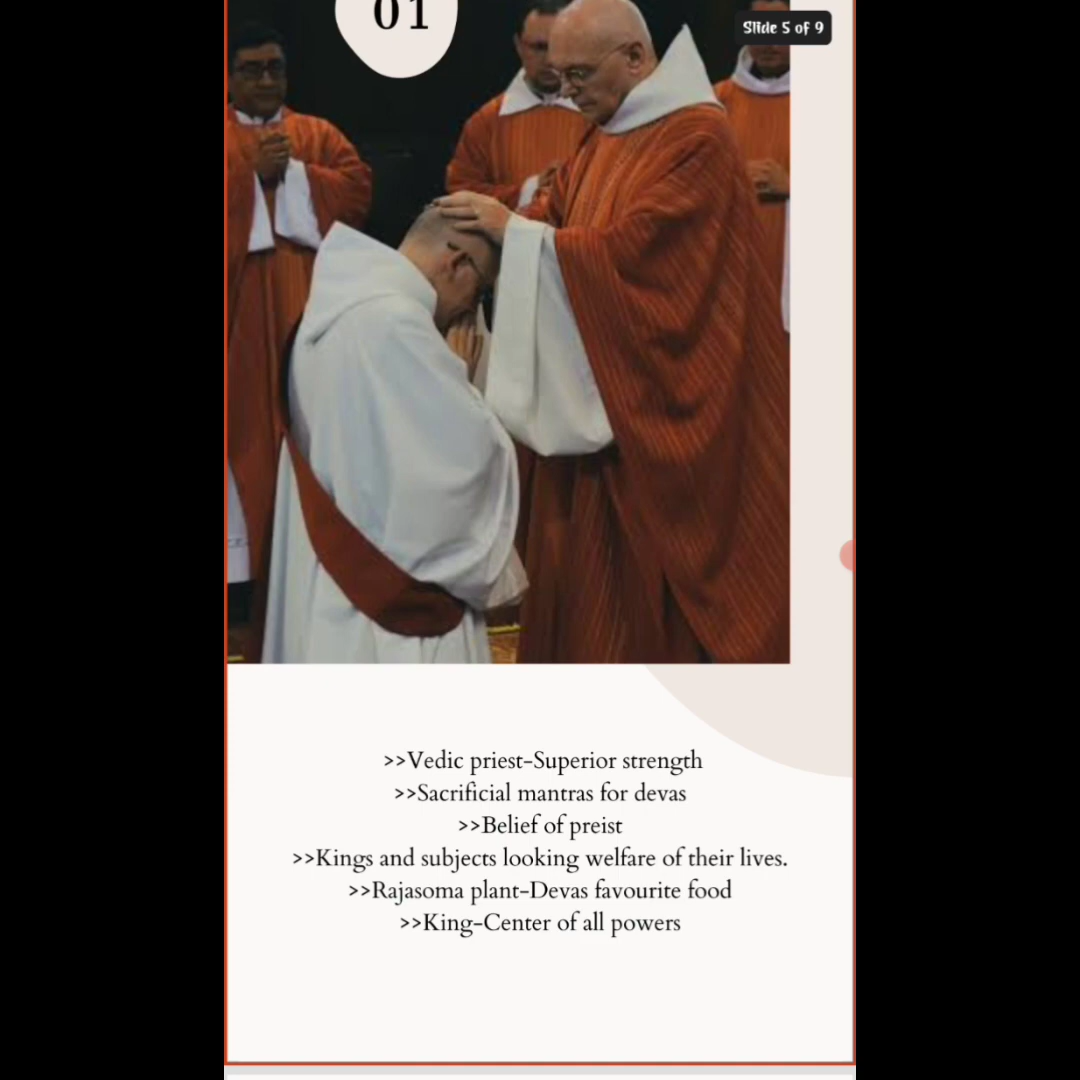 01
Slide 5 of 9
>>Vedic priest-Superior strength
>>Sacrificial mantras for devas
>>Belief of preist
>>Kings and subjects looking welfare of their lives.
>>Rajasoma plant-Devas favourite food
>>King-Center of all powers